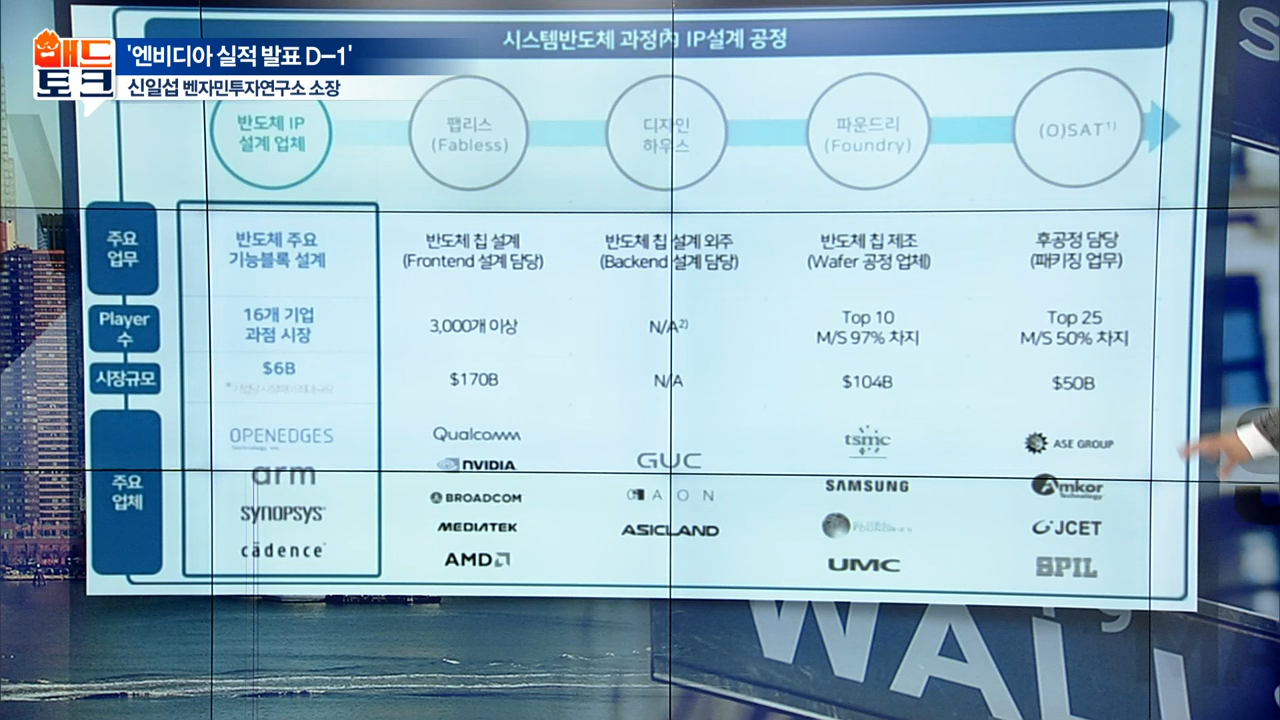 매드
토크
'엔비디아 실적 발표 D-1'
신일섭 벤자민투자연구소 소장
시스템반도체 과정內 IP설계 공정
반도체 IP
설계 업체
팹리스
(Fabless)
디자인
하우스
파운드리
(Foundry)
(O)SAT1)
주요
업무
반도체 주요
기능블록 설계
반도체 칩 설계
(Frontend 설계 담당)
반도체 칩 설계 외주
(Backend 설계 담당)
반도체 칩 제조
(Wafer 공정 업체)
후공정 담당
(패키징 업무)
Player
수
16개 기업
과점 시장
3,000개 이상
N/A2)
Top 10
M/S 97% 차지
Top 25
M/S 50% 차지
시장규모
$6B
$170B
N/A
$104B
$50B
주요
업체
OPENEDGES
Technology, Inc.
arm
SYNOPSYS
cādence
Qualcomm
NVIDIA
BROADCOM
MEDIATEK
AMD
GUC
GAON
ASICLAND
tsmc
SAMSUNG
UMC
ASE GROUP
Amkor
Technology
JCET
SPIL
WALL